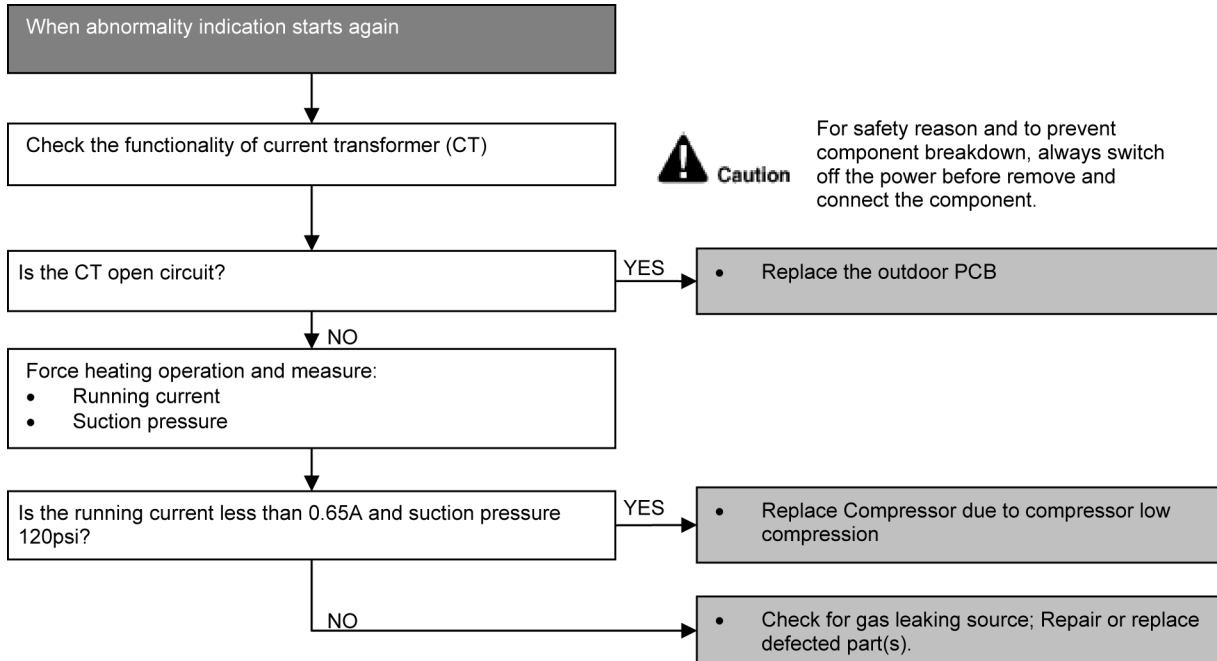 When abnormality indication starts again
Check the functionality of current transformer (CT)
Caution
For safety reason and to prevent
component breakdown, always switch
off the power before remove and
connect the component.
Is the CT open circuit?
YES
• Replace the outdoor PCB
NO
Force heating operation and measure:
• Running current
• Suction pressure
Is the running current less than 0.65A and suction pressure
120psi?
YES
• Replace Compressor due to compressor low
compression
NO
• Check for gas leaking source; Repair or replace
defected part(s).